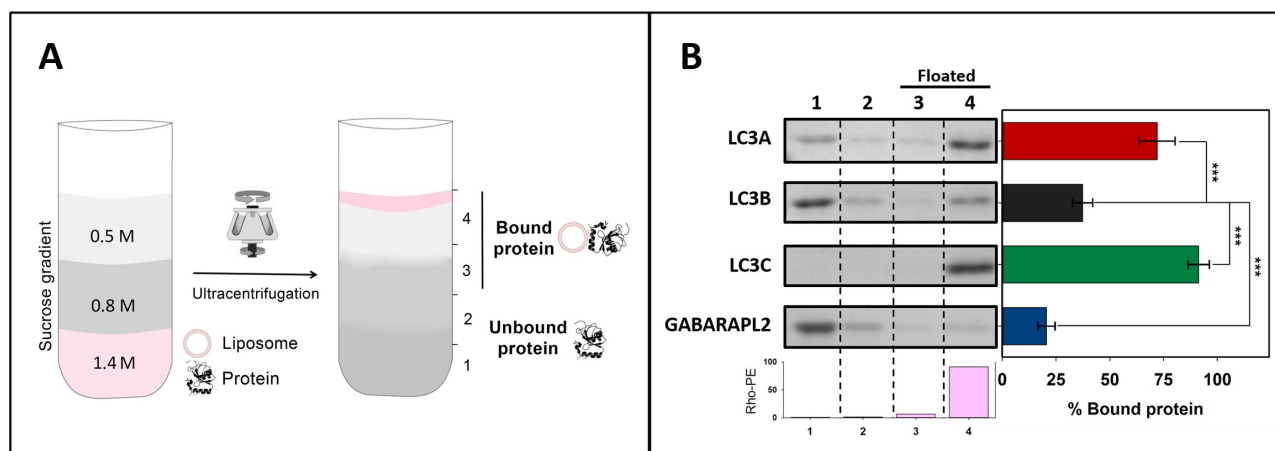 A
Sucrose gradient
0.5 M
0.8 M
1.4 M
Ultracentrifugation
Liposome
Protein
4
3
2
1
Bound
protein
Unbound
protein
B
Floated
1 2 3 4
LC3A
LC3B
LC3C
GABARAPL2
***
***
***
Rho-PE
100
50
0
1 2 3 4
0 25 50 75 100
% Bound protein